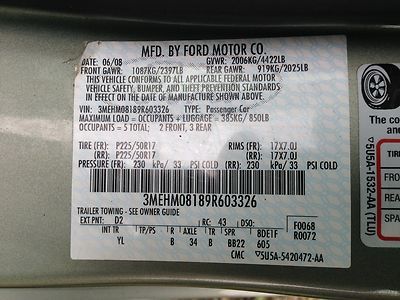 MFD. BY FORD MOTOR CO.
DATE: 06/08 GVWR: 2006KG/4422LB
FRONT GAWR: 1087KG/2397LB REAR GAWR: 919KG/2025LB
THIS VEHICLE CONFORMS TO ALL APPLICABLE FEDERAL MOTOR
VEHICLE SAFETY, BUMPER, AND THEFT PREVENTION STANDARDS
IN EFFECT ON THE DATE OF MANUFACTURE SHOWN ABOVE.
VIN: 3MEHM08189R603326 TYPE: Passenger Car
MAXIMUM LOAD = OCCUPANTS + LUGGAGE = 385KG/ 850LB
OCCUPANTS = 5 TOTAL: 2 FRONT, 3 REAR
TIRE (FR): P225/50R17 RIMS (FR): 17X7.0J
(RR): P225/50R17 (RR): 17X7.0J
PRESSURE (FR): 230 kPa/ 33 PSI COLD (RR): 230 kPa/ 33 PSI COLD
3MEHM08189R603326
TRAILER TOWING - SEE OWNER GUIDE
EXT PNT: D2 RC: 43 DSO: F0068
R0072
INT TR TP/PS R AXLE TR SPR 8DE1F
YL B 34 B BB22 605
CMC 5U5A-5420472-AA
5U5A-1532-AA (TLU)
The co
and